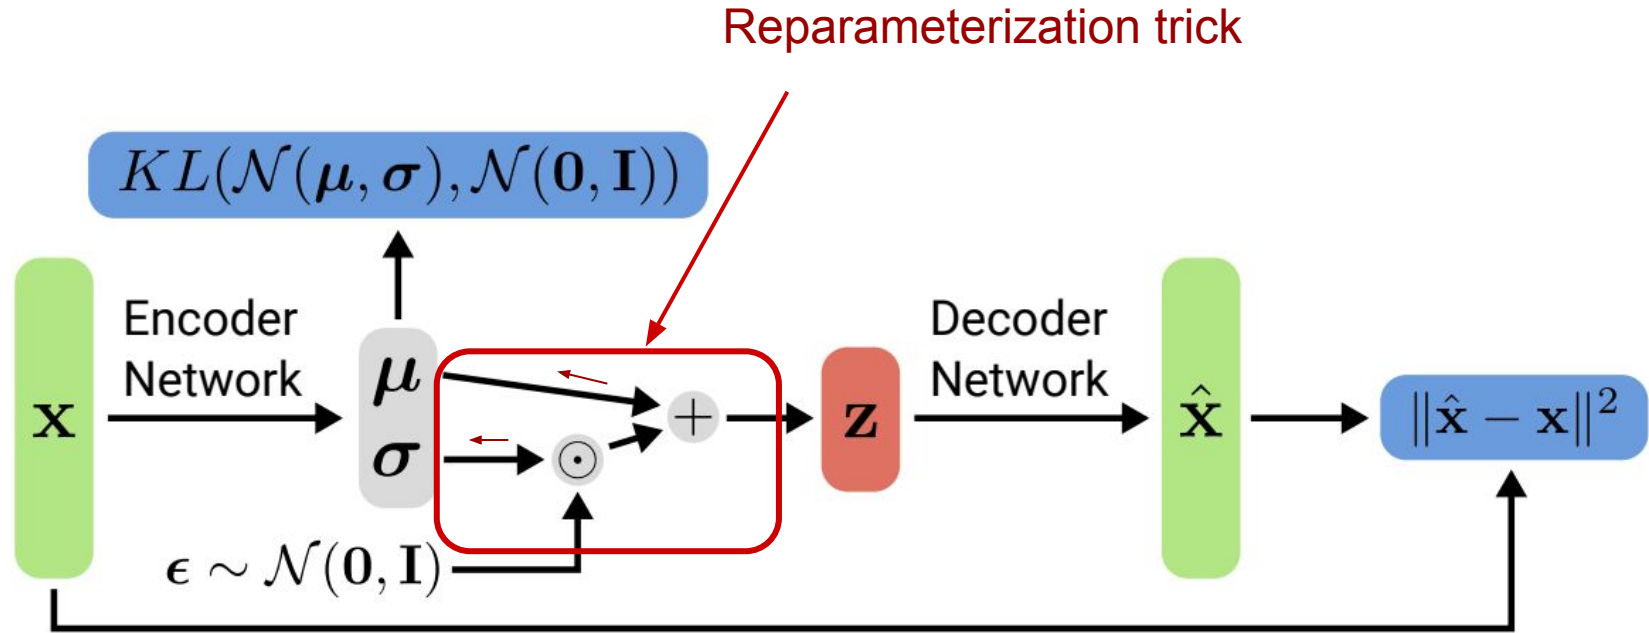 Reparameterization trick
KL(𝒩(μ, σ), 𝒩(0, I))
Encoder
Network
Decoder
Network
x
μ
σ
+
⊙
z
x̂
‖x̂ − x‖²
ϵ ∼ 𝒩(0, I)